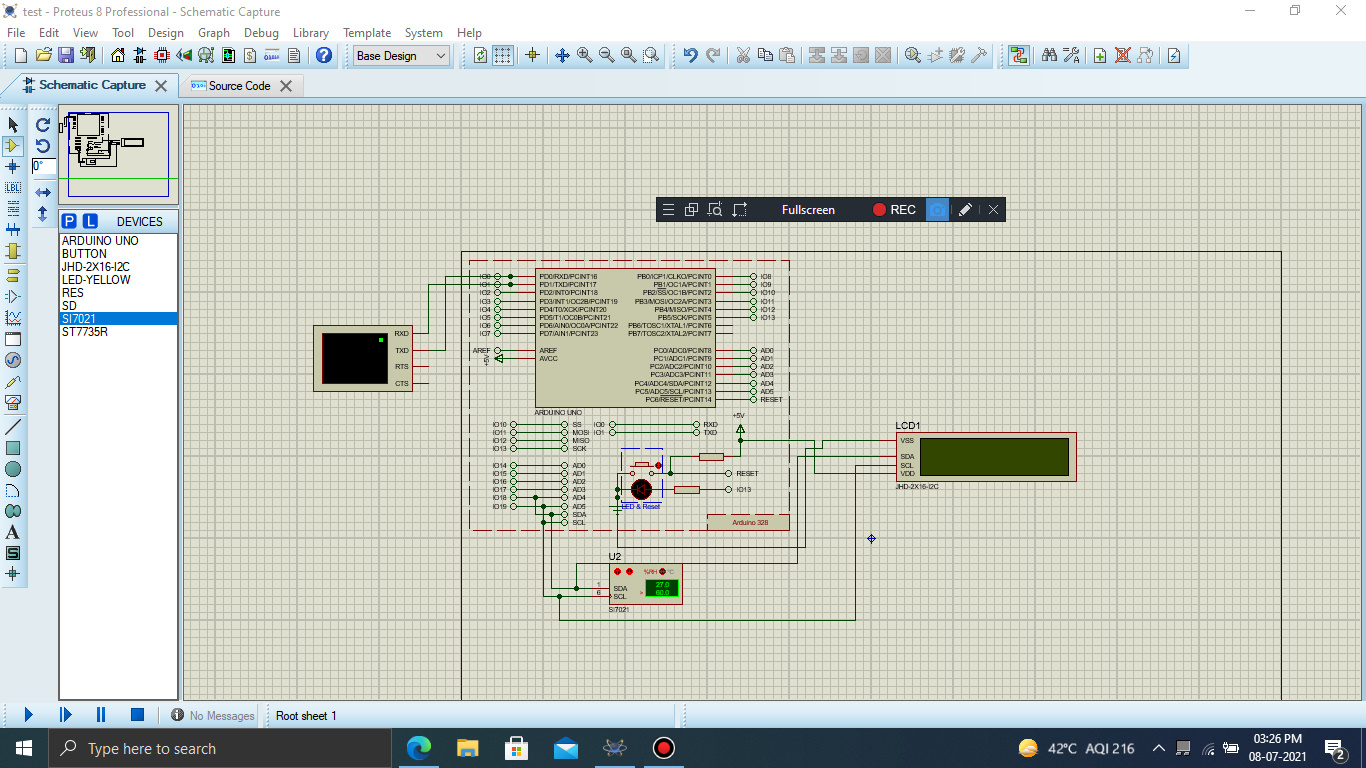 test - Proteus 8 Professional - Schematic Capture
File Edit View Tool Design Graph Debug Library Template System Help
Base Design
Schematic Capture
Source Code
0°
P L DEVICES
ARDUINO UNO
BUTTON
JHD-2X16-I2C
LED-YELLOW
RES
SD
SI7021
ST7735R
LBL
A
S
Fullscreen REC
RXD
TXD
RTS
CTS
IO0 PD0/RXD/PCINT16 PB0/ICP1/CLKO/PCINT0 IO8
IO1 PD1/TXD/PCINT17 PB1/OC1A/PCINT1 IO9
IO2 PD2/INT0/PCINT18 PB2/SS/OC1B/PCINT2 IO10
IO3 PD3/INT1/OC2B/PCINT19 PB3/MOSI/OC2A/PCINT3 IO11
IO4 PD4/T0/XCK/PCINT20 PB4/MISO/PCINT4 IO12
IO5 PD5/T1/OC0B/PCINT21 PB5/SCK/PCINT5 IO13
IO6 PD6/AIN0/OC0A/PCINT22 PB6/TOSC1/XTAL1/PCINT6
IO7 PD7/AIN1/PCINT23 PB7/TOSC2/XTAL2/PCINT7
AREF AREF PC0/ADC0/PCINT8 AD0
+5V AVCC PC1/ADC1/PCINT9 AD1
PC2/ADC2/PCINT10 AD2
PC3/ADC3/PCINT11 AD3
PC4/ADC4/SDA/PCINT12 AD4
PC5/ADC5/SCL/PCINT13 AD5
PC6/RESET/PCINT14 RESET
ARDUINO UNO
+5V
IO10 SS IO0 RXD
IO11 MOSI IO1 TXD
IO12 MISO
IO13 SCK
IO14 AD0
IO15 AD1 RESET
IO16 AD2
IO17 AD3 IO13
IO18 AD4
IO19 AD5 LED & Reset
SDA
SCL Arduino 328
LCD1
VSS
SDA
SCL
VDD
JHD-2X16-I2C
U2
%RH °C
1 SDA 27.0
6 SCL > 60.0
SI7021
No Messages Root sheet 1
Type here to search
42°C AQI 216
03:26 PM
08-07-2021
2